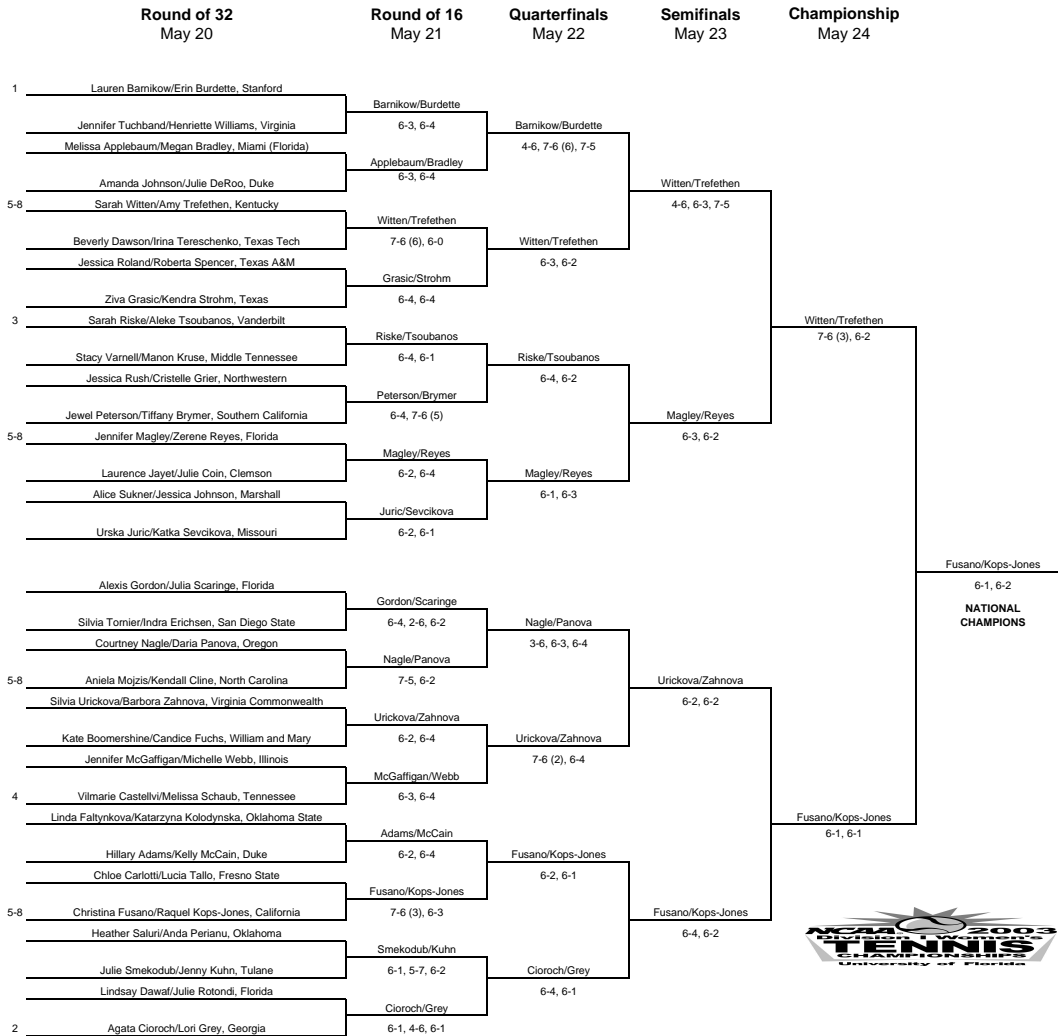 Round of 32
May 20
Round of 16
May 21
Quarterfinals
May 22
Semifinals
May 23
Championship
May 24
1
Lauren Barnikow/Erin Burdette, Stanford
Jennifer Tuchband/Henriette Williams, Virginia
Melissa Applebaum/Megan Bradley, Miami (Florida)
Amanda Johnson/Julie DeRoo, Duke
5-8
Sarah Witten/Amy Trefethen, Kentucky
Beverly Dawson/Irina Tereschenko, Texas Tech
Jessica Roland/Roberta Spencer, Texas A&M
Ziva Grasic/Kendra Strohm, Texas
3
Sarah Riske/Aleke Tsoubanos, Vanderbilt
Stacy Varnell/Manon Kruse, Middle Tennessee
Jessica Rush/Cristelle Grier, Northwestern
Jewel Peterson/Tiffany Brymer, Southern California
5-8
Jennifer Magley/Zerene Reyes, Florida
Laurence Jayet/Julie Coin, Clemson
Alice Sukner/Jessica Johnson, Marshall
Urska Juric/Katka Sevcikova, Missouri
Alexis Gordon/Julia Scaringe, Florida
Silvia Tornier/Indra Erichsen, San Diego State
Courtney Nagle/Daria Panova, Oregon
5-8
Aniela Mojzis/Kendall Cline, North Carolina
Silvia Urickova/Barbora Zahnova, Virginia Commonwealth
Kate Boomershine/Candice Fuchs, William and Mary
Jennifer McGaffigan/Michelle Webb, Illinois
4
Vilmarie Castellvi/Melissa Schaub, Tennessee
Linda Faltynkova/Katarzyna Kolodynska, Oklahoma State
Hillary Adams/Kelly McCain, Duke
Chloe Carlotti/Lucia Tallo, Fresno State
5-8
Christina Fusano/Raquel Kops-Jones, California
Heather Saluri/Anda Perianu, Oklahoma
Julie Smekodub/Jenny Kuhn, Tulane
Lindsay Dawaf/Julie Rotondi, Florida
2
Agata Cioroch/Lori Grey, Georgia
Barnikow/Burdette
6-3, 6-4
Applebaum/Bradley
6-3, 6-4
Witten/Trefethen
7-6 (6), 6-0
Grasic/Strohm
6-4, 6-4
Riske/Tsoubanos
6-4, 6-1
Peterson/Brymer
6-4, 7-6 (5)
Magley/Reyes
6-2, 6-4
Juric/Sevcikova
6-2, 6-1
Gordon/Scaringe
6-4, 2-6, 6-2
Nagle/Panova
7-5, 6-2
Urickova/Zahnova
6-2, 6-4
McGaffigan/Webb
6-3, 6-4
Adams/McCain
6-2, 6-4
Fusano/Kops-Jones
7-6 (3), 6-3
Smekodub/Kuhn
6-1, 5-7, 6-2
Cioroch/Grey
6-1, 4-6, 6-1
Barnikow/Burdette
4-6, 7-6 (6), 7-5
Witten/Trefethen
6-3, 6-2
Riske/Tsoubanos
6-4, 6-2
Magley/Reyes
6-1, 6-3
Nagle/Panova
3-6, 6-3, 6-4
Urickova/Zahnova
7-6 (2), 6-4
Fusano/Kops-Jones
6-2, 6-1
Cioroch/Grey
6-4, 6-1
Witten/Trefethen
4-6, 6-3, 7-5
Magley/Reyes
6-3, 6-2
Urickova/Zahnova
6-2, 6-2
Fusano/Kops-Jones
6-4, 6-2
Witten/Trefethen
7-6 (3), 6-2
Fusano/Kops-Jones
6-1, 6-1
Fusano/Kops-Jones
6-1, 6-2
NATIONAL
CHAMPIONS
NCAA 2003
Division I Women's
TENNIS
CHAMPIONSHIPS
University of Florida